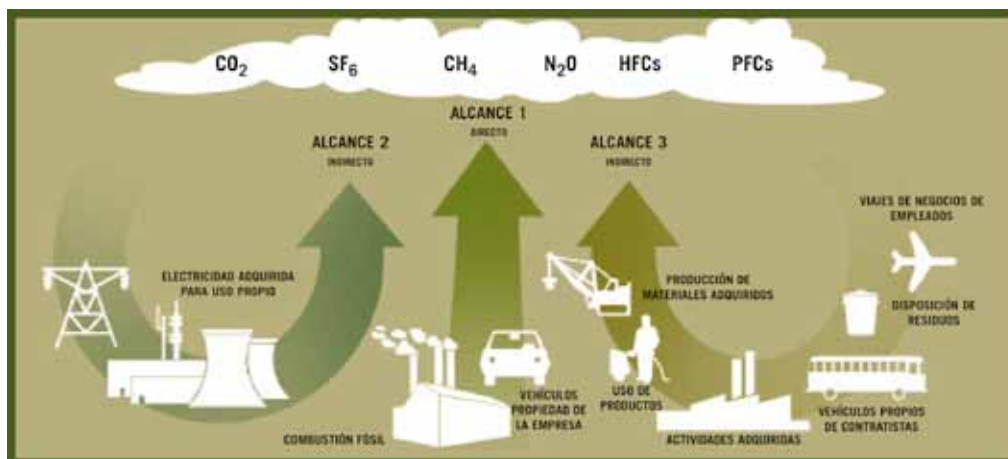 CO₂ SF₆ CH₄ N₂O HFCs PFCs
ALCANCE 1
DIRECTO
ALCANCE 2
INDIRECTO
ALCANCE 3
INDIRECTO
VIAJES DE NEGOCIOS DE
EMPLEADOS
ELECTRICIDAD ADQUIRIDA
PARA USO PROPIO
PRODUCCIÓN DE
MATERIALES ADQUIRIDOS
DISPOSICIÓN DE
RESIDUOS
VEHÍCULOS
PROPIEDAD DE
LA EMPRESA
USO DE
PRODUCTOS
VEHÍCULOS PROPIOS
DE CONTRATISTAS
COMBUSTIÓN FÓSIL
ACTIVIDADES ADQUIRIDAS